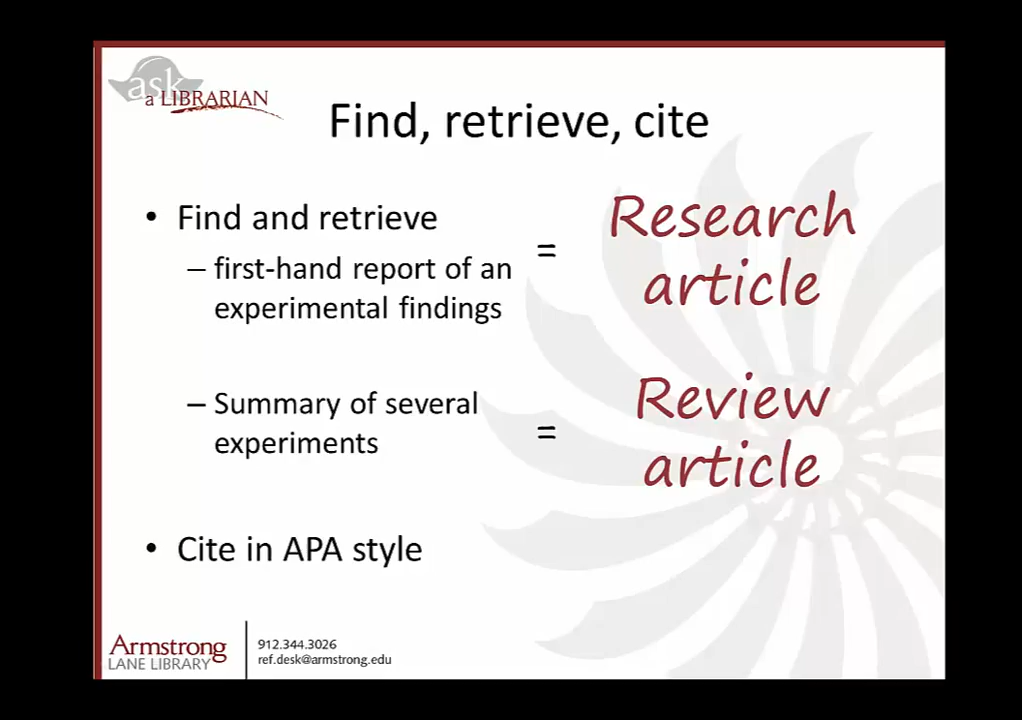 ask
a LIBRARIAN
Find, retrieve, cite
• Find and retrieve
– first-hand report of an
experimental findings
=
Research
article
– Summary of several
experiments
=
Review
article
• Cite in APA style
Armstrong
LANE LIBRARY
912.344.3026
ref.desk@armstrong.edu